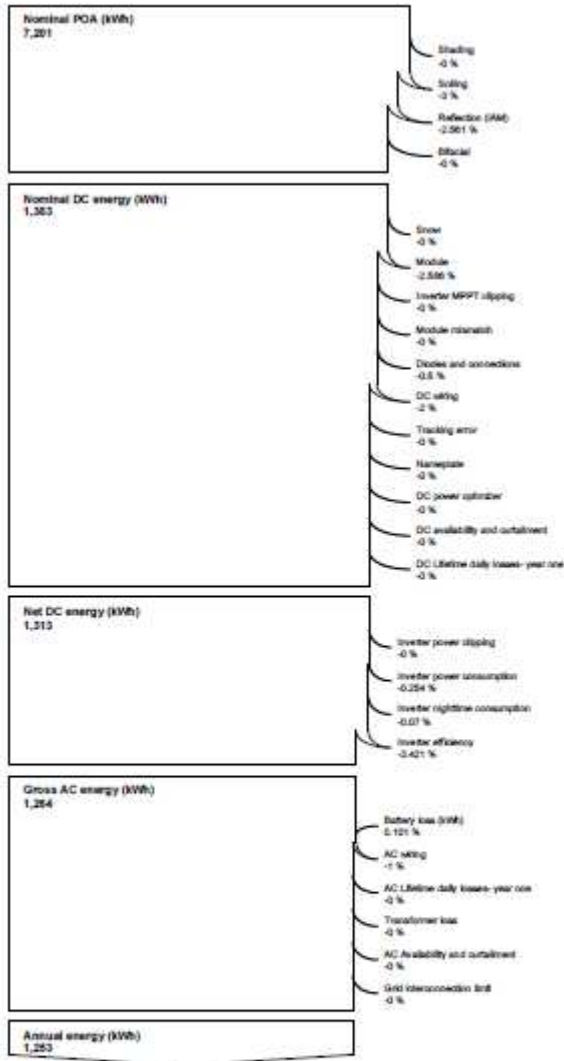 Nominal POA (kWh)
7,201
Shading
-0 %
Soiling
-3 %
Reflection (IAM)
-2.561 %
Bifacial
-0 %
Nominal DC energy (kWh)
1,383
Snow
-0 %
Module
-2.586 %
Inverter MPPT clipping
-0 %
Module mismatch
-0 %
Diodes and connections
-0.5 %
DC wiring
-2 %
Tracking error
-0 %
Nameplate
-0 %
DC power optimizer
-0 %
DC availability and curtailment
-0 %
DC Lifetime daily losses- year one
-0 %
Net DC energy (kWh)
1,313
Inverter power clipping
-0 %
Inverter power consumption
-0.254 %
Inverter nighttime consumption
-0.07 %
Inverter efficiency
-3.421 %
Gross AC energy (kWh)
1,264
Battery loss (kWh)
0.101 %
AC wiring
-1 %
AC Lifetime daily losses- year one
-0 %
Transformer loss
-0 %
AC Availability and curtailment
-0 %
Grid interconnection limit
-0 %
Annual energy (kWh)
1,253